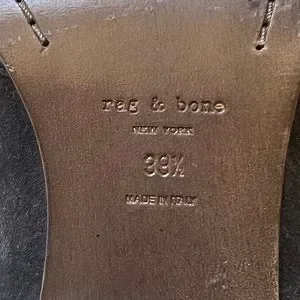 rag & bone
NEW YORK
39½
MADE IN ITALY